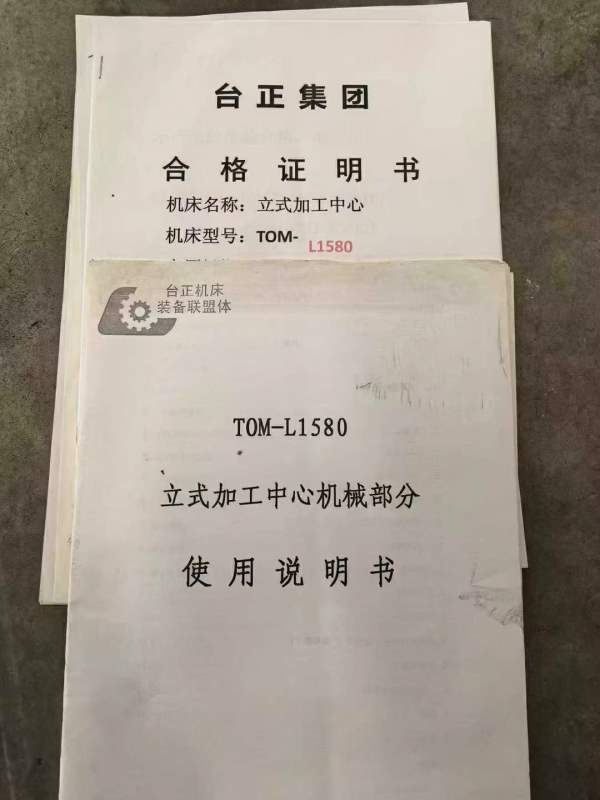 台正集团
合格证明书
机床名称：立式加工中心
机床型号：TOM-L1580
台正机床
装备联盟体
TOM-L1580
立式加工中心机械部分
使用说明书